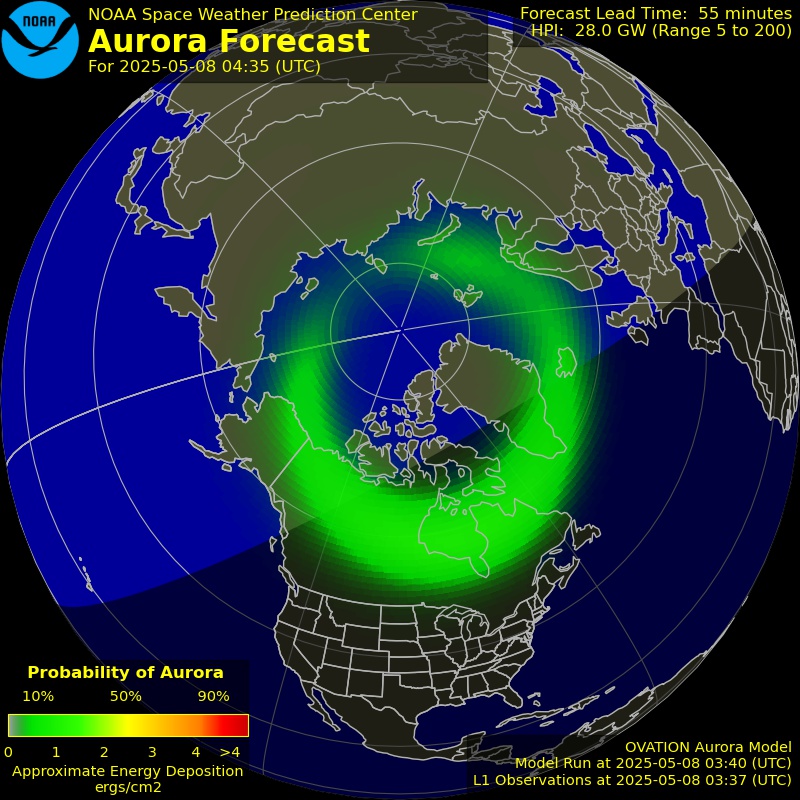 NOAA
NOAA Space Weather Prediction Center
Aurora Forecast
For 2025-05-08 04:35 (UTC)
Forecast Lead Time: 55 minutes
HPI: 28.0 GW (Range 5 to 200)
Probability of Aurora
10% 50% 90%
0 1 2 3 4 >4
Approximate Energy Deposition
ergs/cm2
OVATION Aurora Model
Model Run at 2025-05-08 03:40 (UTC)
L1 Observations at 2025-05-08 03:37 (UTC)